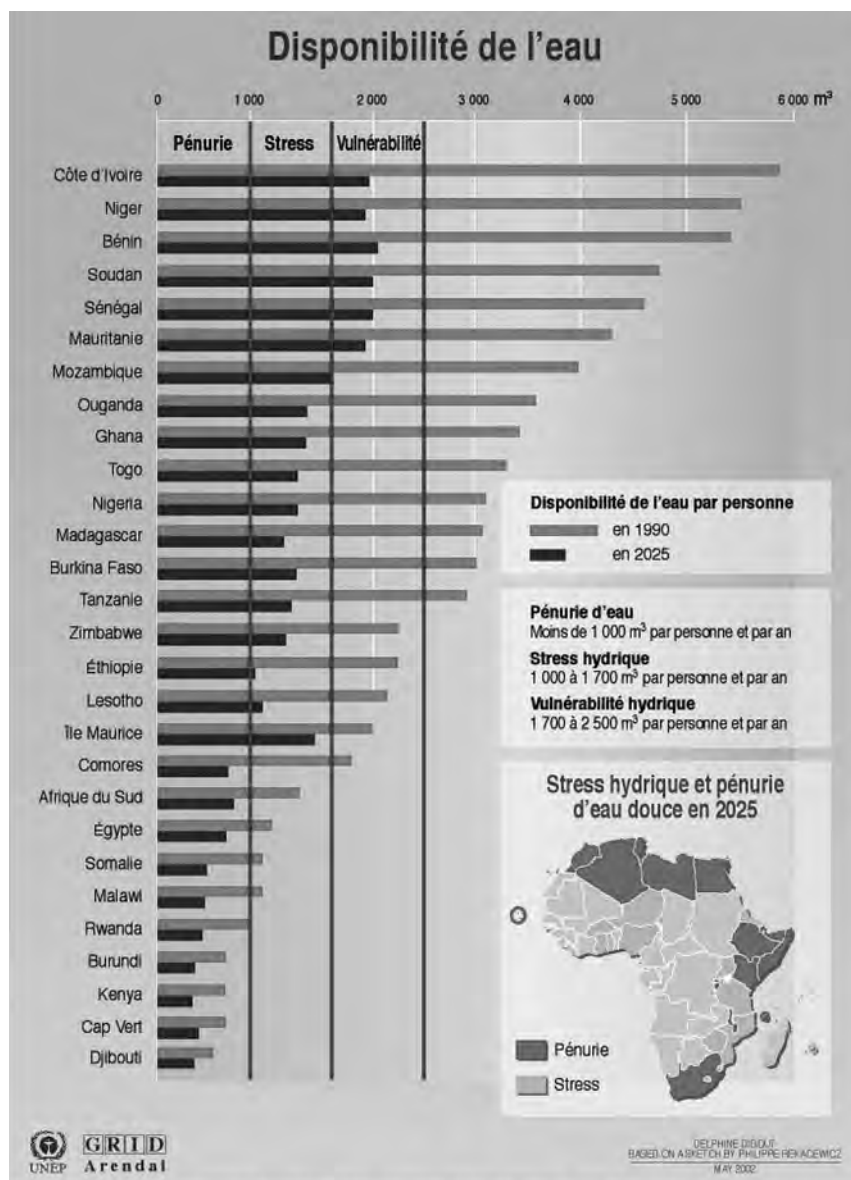 Disponibilité de l'eau
0 1 000 2 000 3 000 4 000 5 000 6 000 m³
Pénurie Stress Vulnérabilité
Côte d'Ivoire
Niger
Bénin
Soudan
Sénégal
Mauritanie
Mozambique
Ouganda
Ghana
Togo
Nigeria
Madagascar
Burkina Faso
Tanzanie
Zimbabwe
Éthiopie
Lesotho
Île Maurice
Comores
Afrique du Sud
Égypte
Somalie
Malawi
Rwanda
Burundi
Kenya
Cap Vert
Djibouti
Disponibilité de l'eau par personne
en 1990
en 2025
Pénurie d'eau
Moins de 1 000 m³ par personne et par an
Stress hydrique
1 000 à 1 700 m³ par personne et par an
Vulnérabilité hydrique
1 700 à 2 500 m³ par personne et par an
Stress hydrique et pénurie
d'eau douce en 2025
Pénurie
Stress
UNEP
GRID
Arendal
DELPHINE DIGOUT
BASED ON A SKETCH BY PHILIPPE REKACEWICZ
MAY 2002